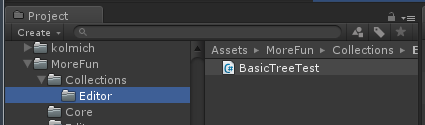 Project
Create
kolmich
MoreFun
Collections
Editor
Core
Assets MoreFun Collections E
BasicTreeTest